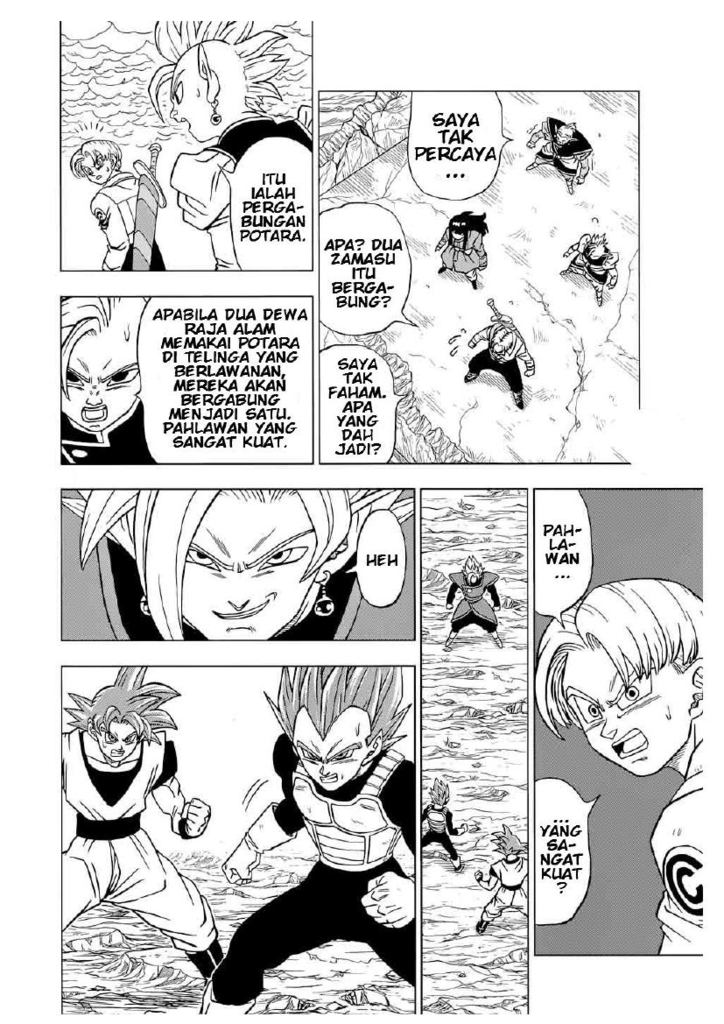 SAYA
TAK
PERCAYA
...
APA? DUA
ZAMASU
ITU
BERGA-
BUNG?
SAYA
TAK
FAHAM.
APA
YANG
DAH
JADI?
ITU
IALAH
PERGA-
BUNGAN
POTARA.
APABILA DUA DEWA
RAJA ALAM
MEMAKAI POTARA
DI TELINGA YANG
BERLAWANAN,
MEREKA AKAN
BERGABUNG
MENJADI SATU.
PAHLAWAN YANG
SANGAT KUAT.
PAH-
LA-
WAN
...
...
YANG
SA-
NGAT
KUAT
?
HEH